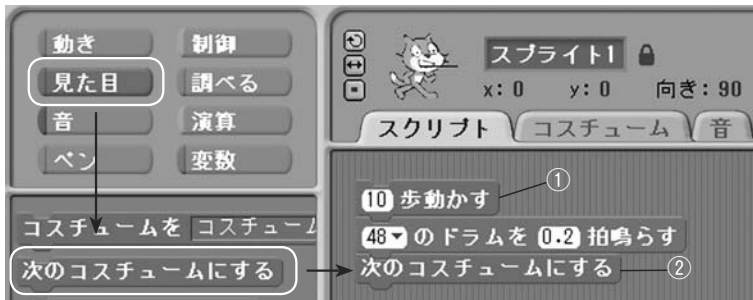 動き 制御
見た目 調べる
音 演算
ペン 変数
コスチュームを コスチューム
次のコスチュームにする
スプライト1
x: 0 y: 0 向き: 90
スクリプト コスチューム 音
10 歩動かす ①
48 のドラムを 0.2 拍鳴らす
次のコスチュームにする ②